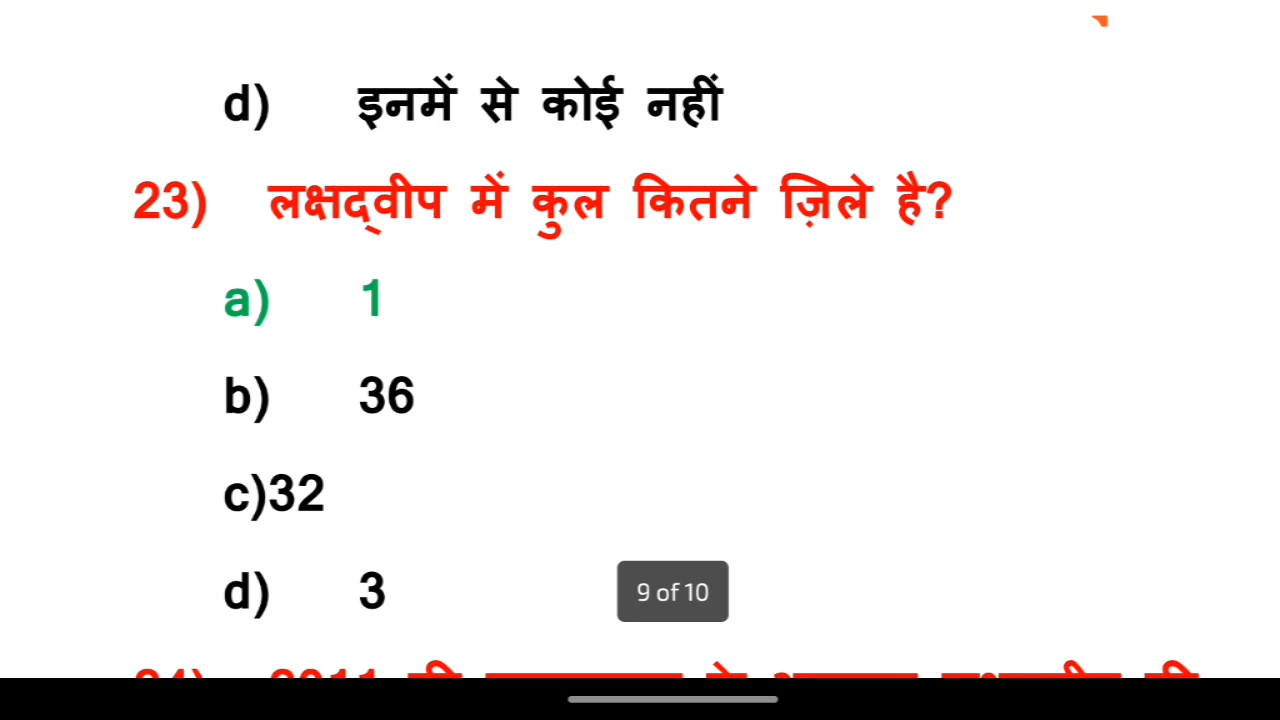 d) इनमें से कोई नहीं
23) लक्षद्वीप में कुल कितने ज़िले है?
a) 1
b) 36
c)32
d) 3
9 of 10